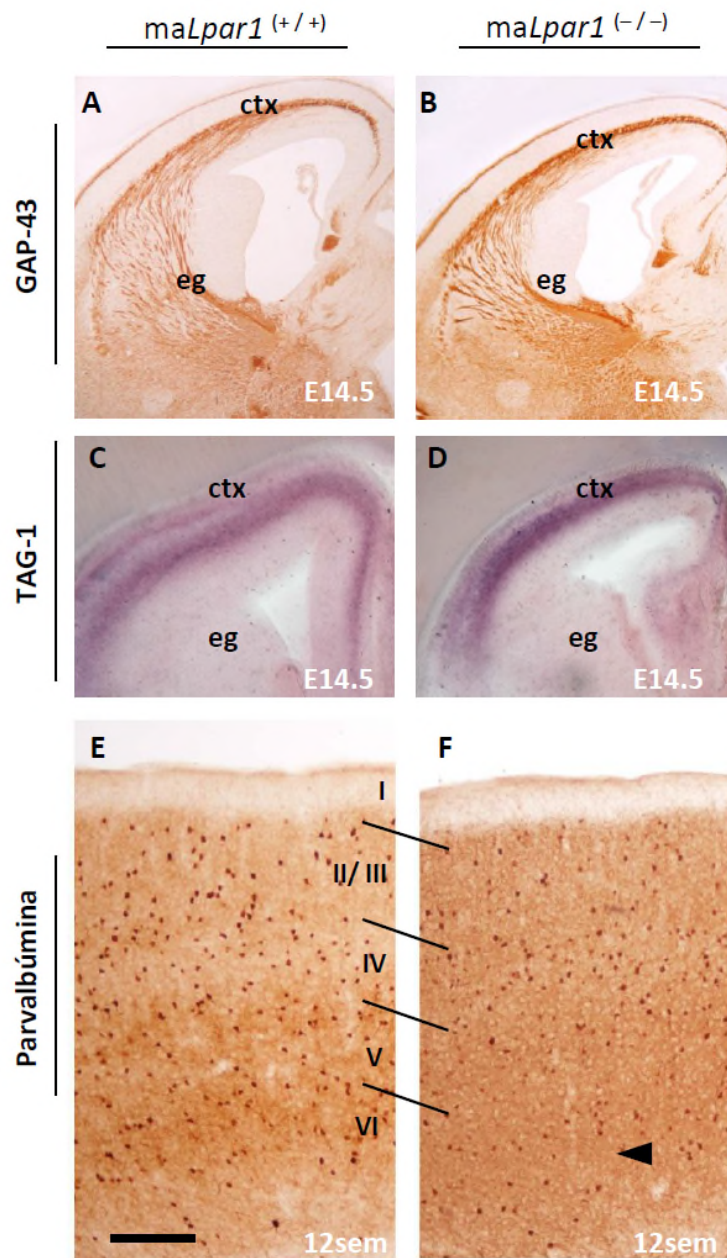 maLpar1 (+ / +)
maLpar1 (– / –)
GAP-43
A
ctx
eg
E14.5
B
ctx
eg
E14.5
TAG-1
C
ctx
eg
E14.5
D
ctx
eg
E14.5
Parvalbúmina
E
I
II/ III
IV
V
VI
12sem
F
12sem